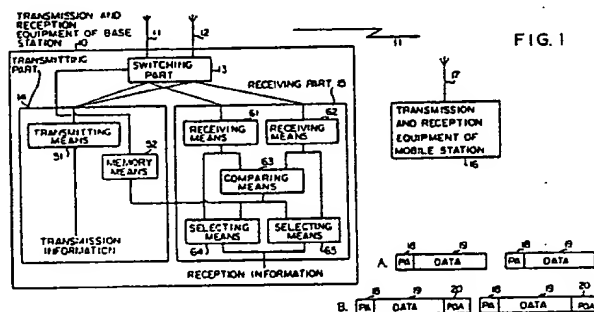 TRANSMISSION AND
RECEPTION
EQUIPMENT OF BASE
STATION
10
11
12
11
FIG. 1
TRANSMITTING
PART
14
SWITCHING
PART
13
RECEIVING PART 15
17
TRANSMITTING
MEANS
51
52
MEMORY
MEANS
61
RECEIVING
MEANS
62
RECEIVING
MEANS
63
COMPARING
MEANS
SELECTING
MEANS
64
SELECTING
MEANS
65
TRANSMISSION
INFORMATION
RECEPTION INFORMATION
TRANSMISSION
AND RECEPTION
EQUIPMENT OF
MOBILE STATION
16
18 19 18 19
A. PA DATA PA DATA
18 19 20 18 19 20
B. PA DATA POA PA DATA POA